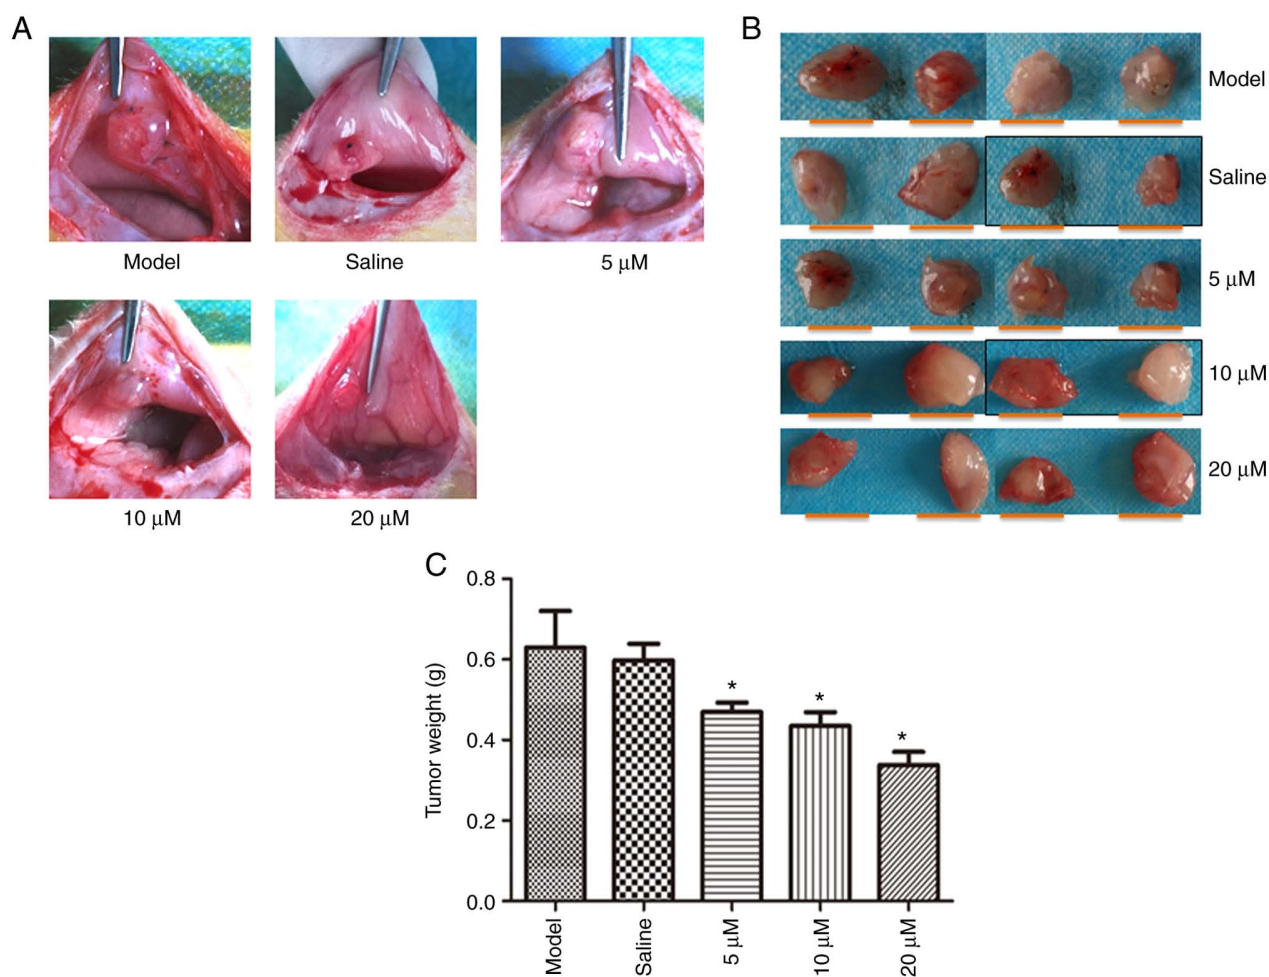 A
Model
Saline
5 µM
10 µM
20 µM
B
Model
Saline
5 µM
10 µM
20 µM
C
Tumor weight (g)
0.8
0.6
0.4
0.2
0.0
*
*
*
Model
Saline
5 µM
10 µM
20 µM